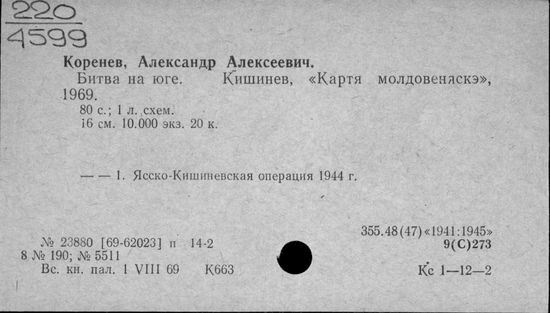 220
4599
Коренев, Александр Алексеевич.
Битва на юге. Кишинев, «Картя молдовеняскэ»,
1969.
80 с.; 1 л. схем.
16 см. 10.000 экз. 20 к.
— — 1. Ясско-Кишиневская операция 1944 г.
355.48(47)«1941:1945»
№ 23880 [69-62023] п 14-2 9(С)273
8 № 190; № 5511
Вс. кн. пал. 1 VIII 69 К663 Кс 1—12—2